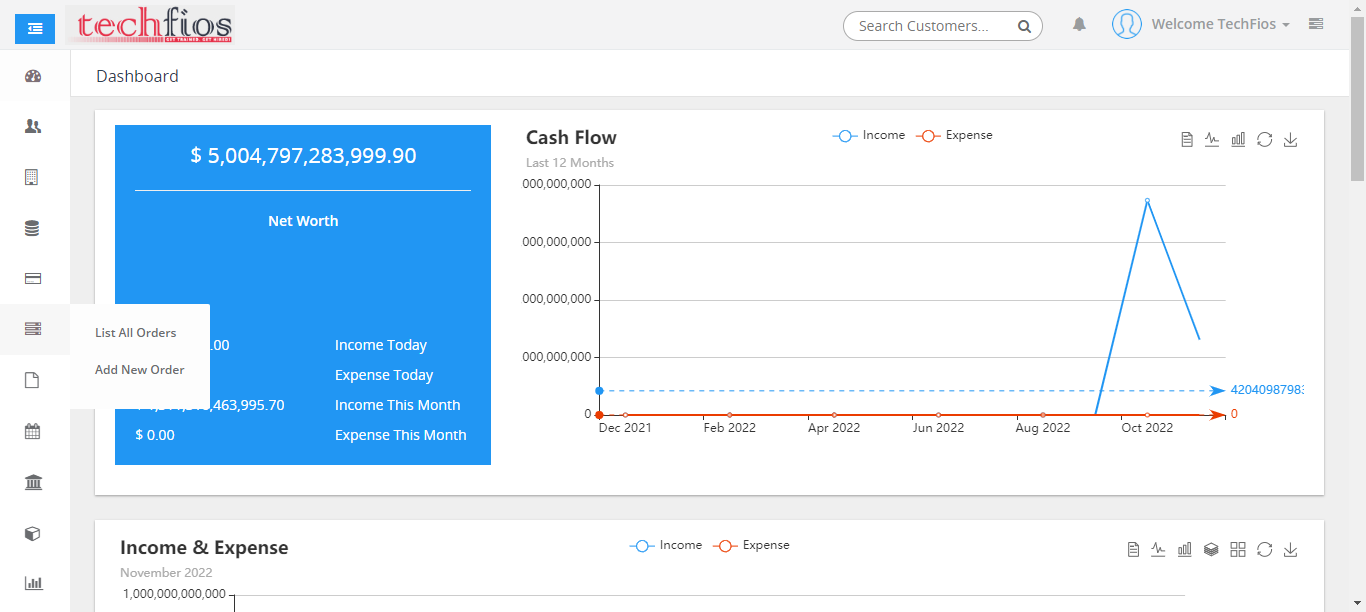 techfios
Search Customers...
Welcome TechFios
Dashboard
$ 5,004,797,283,999.90
Net Worth
List All Orders
Add New Order
.00 Income Today
Expense Today
463,995.70 Income This Month
$ 0.00 Expense This Month
Cash Flow
Last 12 Months
Income Expense
000,000,000
000,000,000
000,000,000
000,000,000
0
42040987983
0
Dec 2021 Feb 2022 Apr 2022 Jun 2022 Aug 2022 Oct 2022
Income & Expense
November 2022
Income Expense
1,000,000,000,000